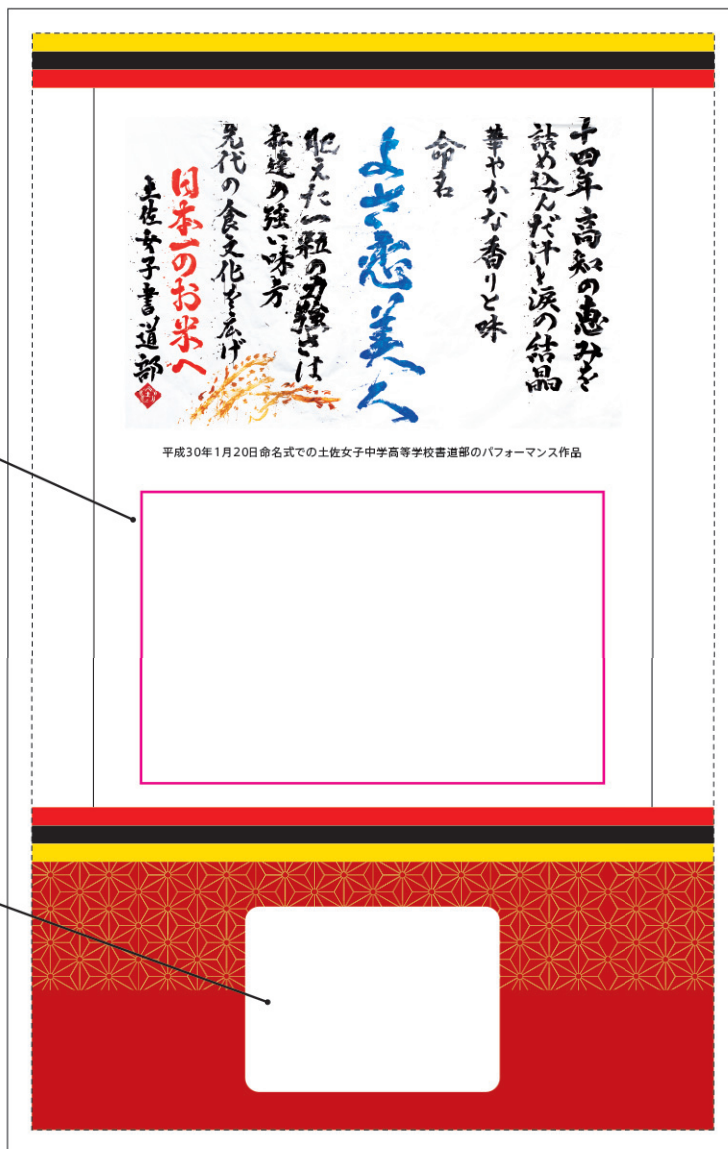 十四年高知の恵みを
詰め込んだ汗と涙の結晶
華やかな香りと味
命名
よさ恋美人
肥えた一粒の力強さは
私達の強い味方
先代の食文化を広げ
日本一のお米へ
土佐女子書道部
平成30年1月20日命名式での土佐女子中学高等学校書道部のパフォーマンス作品